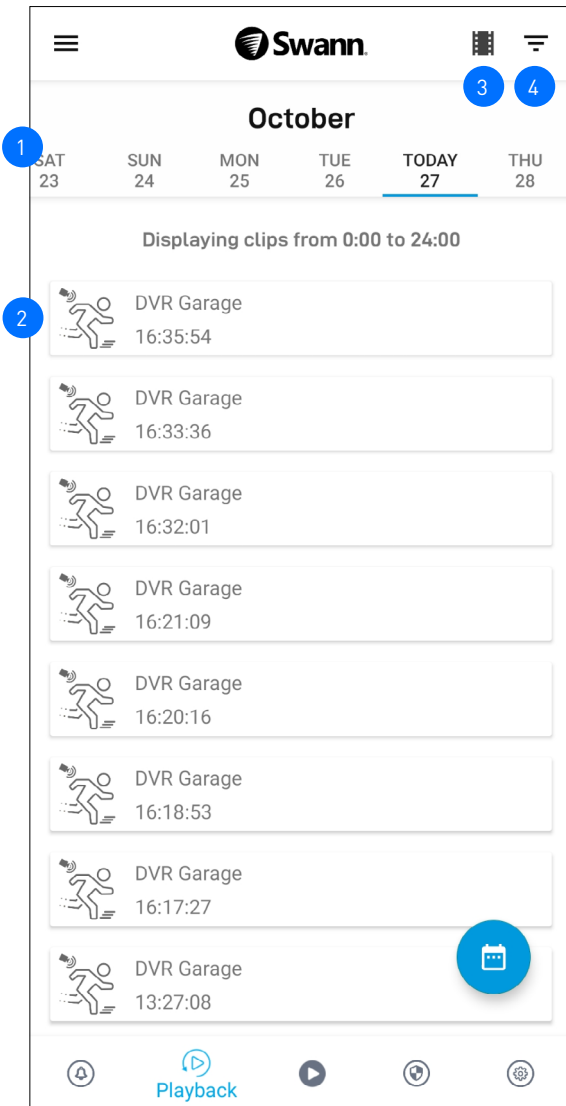 Swann.
3 4
October
1
SAT SUN MON TUE TODAY THU
23 24 25 26 27 28
Displaying clips from 0:00 to 24:00
2
DVR Garage
16:35:54
DVR Garage
16:33:36
DVR Garage
16:32:01
DVR Garage
16:21:09
DVR Garage
16:20:16
DVR Garage
16:18:53
DVR Garage
16:17:27
DVR Garage
13:27:08
Playback